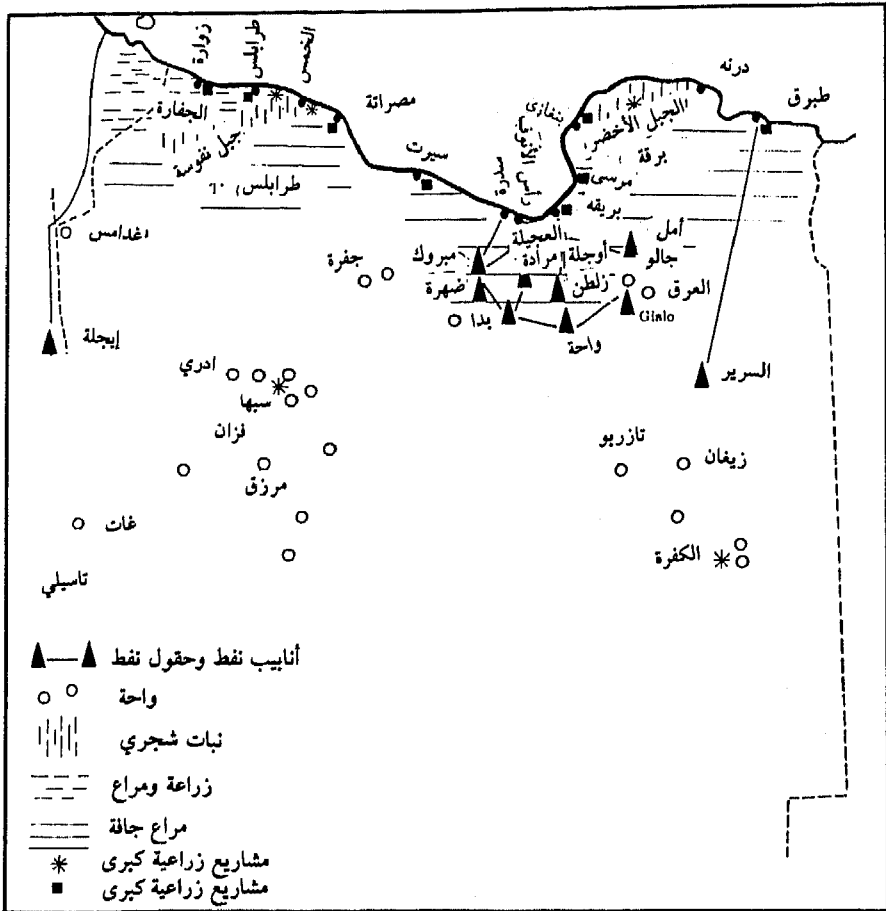 زوارة
طرابلس
الخمس
مصراتة
درنه
طبرق
الجفارة
جبل نفوسة
بنغازي
الجبل الأخضر
برقة
سيرت
سدرة
رأس الأنوف
مرسى
بريقه
طرابلس
غدامس
جفرة
مبروك
العجيلة
مرادة
أوجلة
أمل
جالو
ضهرة
زلطن
العرق
Gialo
بدا
واحة
إيجلة
السرير
ادري
سبها
فزان
تازربو
زيغان
مرزق
غات
الكفرة
تاسيلي
أنابيب نفط وحقول نفط
واحة
نبات شجري
زراعة ومراع
مراع جافة
مشاريع زراعية كبرى
مشاريع زراعية كبرى